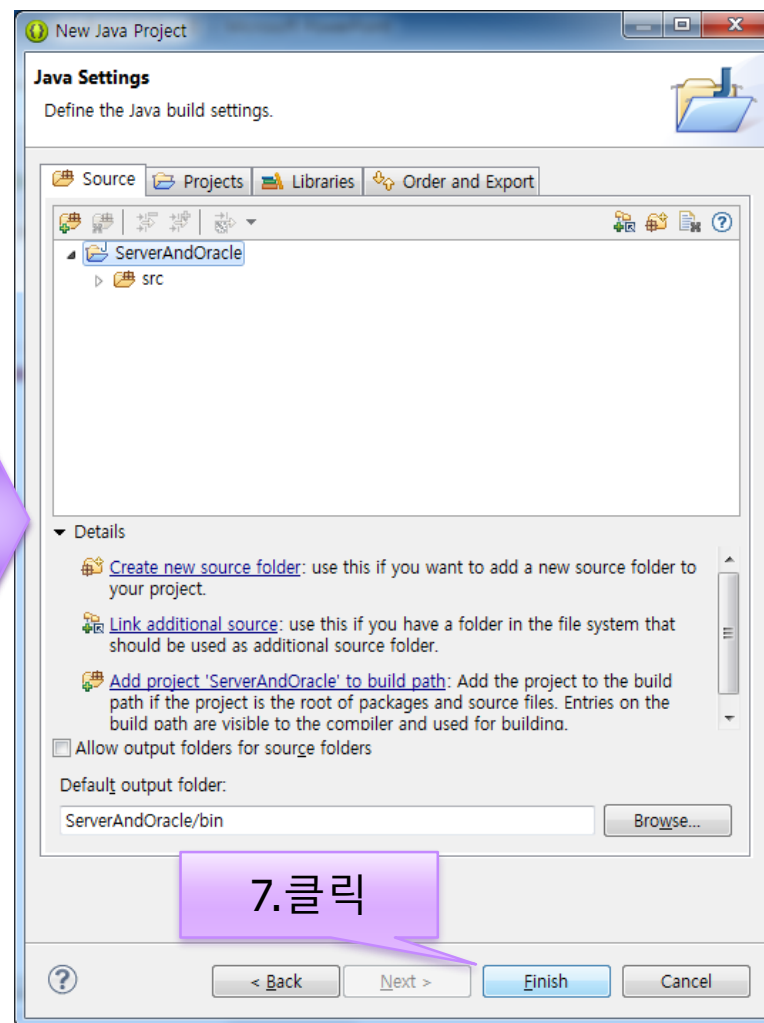 New Java Project
Java Settings
Define the Java build settings.
Source Projects Libraries Order and Export
ServerAndOracle
src
Details
Create new source folder: use this if you want to add a new source folder to
your project.
Link additional source: use this if you have a folder in the file system that
should be used as additional source folder.
Add project 'ServerAndOracle' to build path: Add the project to the build
path if the project is the root of packages and source files. Entries on the
build path are visible to the compiler and used for building.
Allow output folders for source folders
Default output folder:
ServerAndOracle/bin
Browse...
7.클릭
< Back Next > Finish Cancel